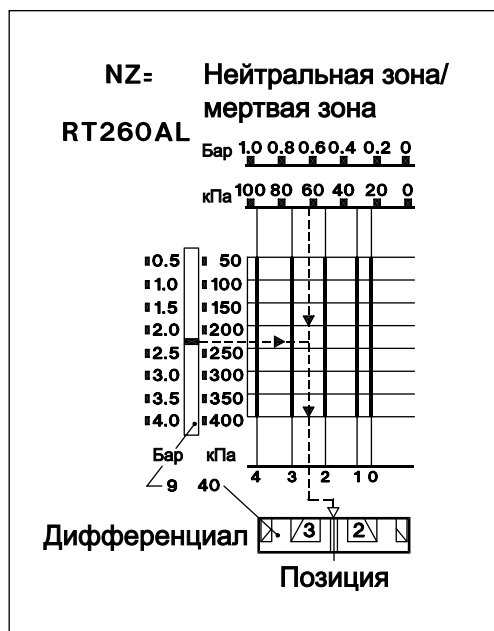 NZ= Нейтральная зона/
мертвая зона
RT260AL
Бар 1.0 0.8 0.6 0.4 0.2 0
кПа 100 80 60 40 20 0
0.5 50
1.0 100
1.5 150
2.0 200
2.5 250
3.0 300
3.5 350
4.0 400
Бар кПа
4 3 2 1 0
9 40
3 2
Дифференциал
Позиция